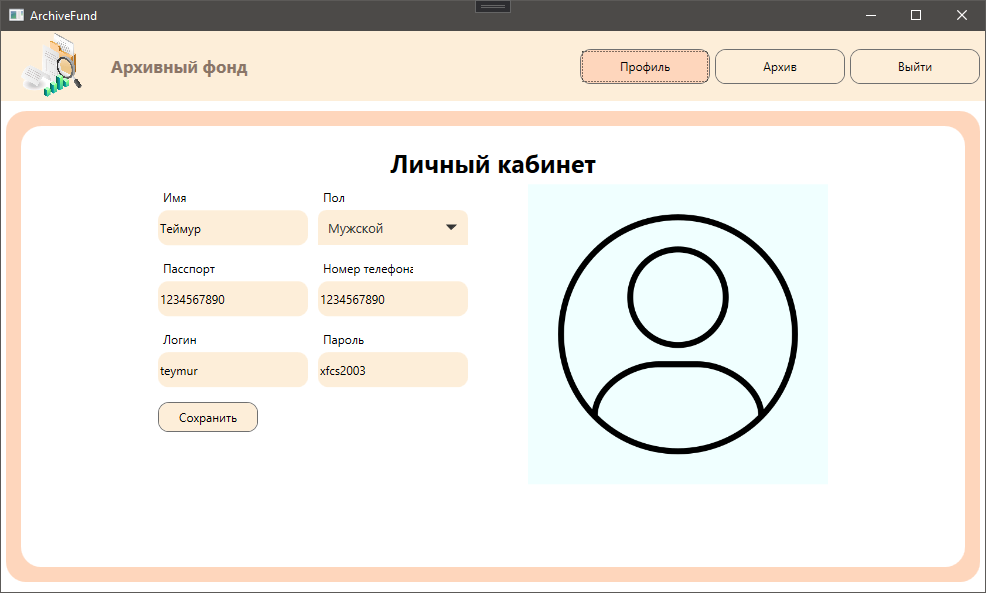 ArchiveFund
Архивный фонд
Профиль
Архив
Выйти
Личный кабинет
Имя
Пол
Теймур
Мужской
Пасспорт
Номер телефона
1234567890
1234567890
Логин
Пароль
teymur
xfcs2003
Сохранить